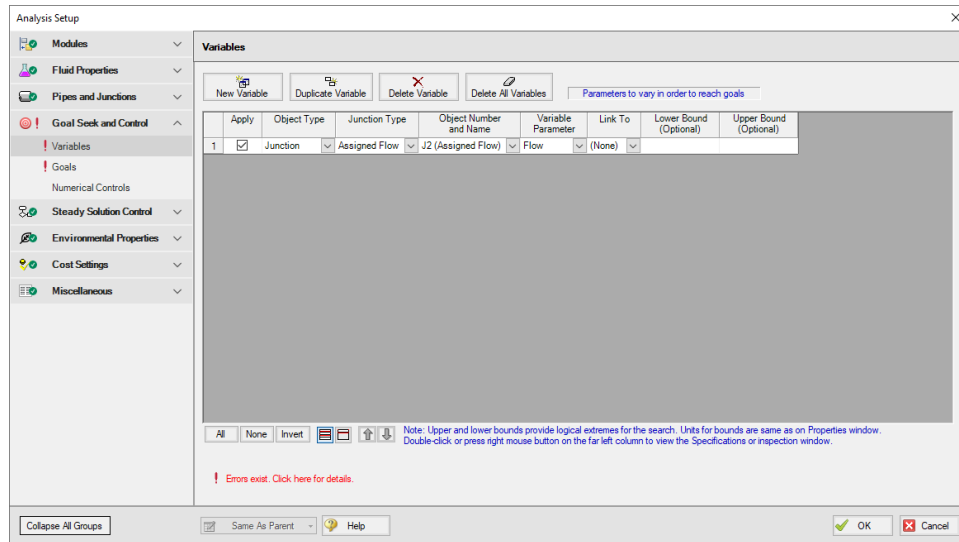 Analysis Setup
Modules
Fluid Properties
Pipes and Junctions
Goal Seek and Control
Variables
Goals
Numerical Controls
Steady Solution Control
Environmental Properties
Cost Settings
Miscellaneous
Variables
New Variable
Duplicate Variable
Delete Variable
Delete All Variables
Parameters to vary in order to reach goals
Apply
Object Type
Junction Type
Object Number
and Name
Variable
Parameter
Link To
Lower Bound
(Optional)
Upper Bound
(Optional)
1
Junction
Assigned Flow
J2 (Assigned Flow)
Flow
(None)
All
None
Invert
Note: Upper and lower bounds provide logical extremes for the search. Units for bounds are same as on Properties window.
Double-click or press right mouse button on the far left column to view the Specifications or inspection window.
Errors exist. Click here for details.
Collapse All Groups
Same As Parent
Help
OK
Cancel